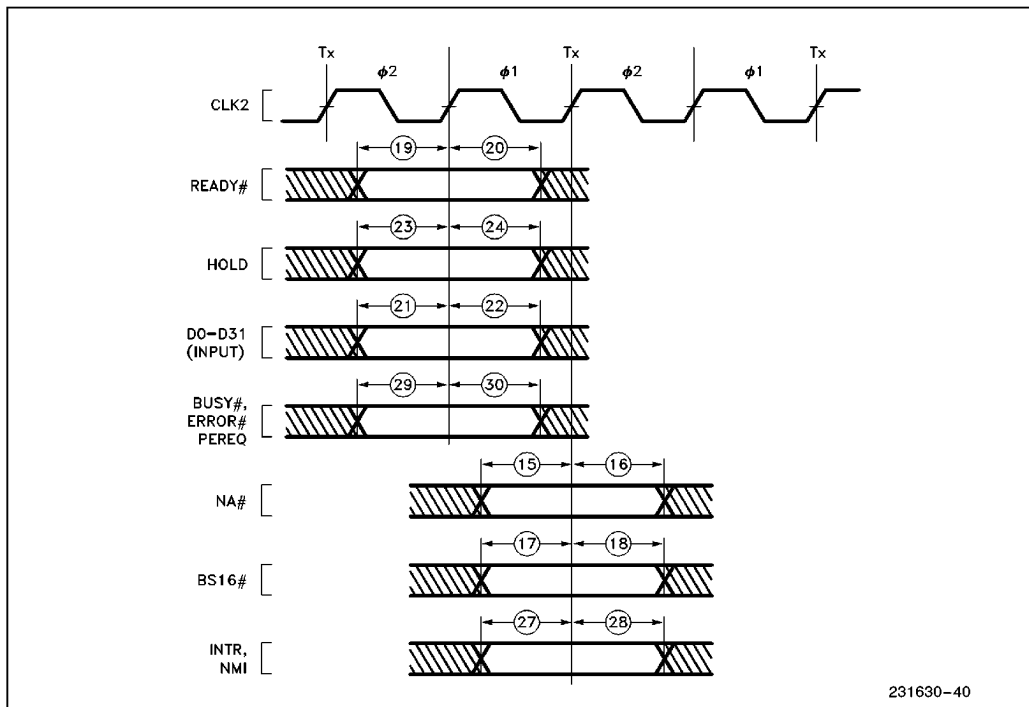 Tx Tx Tx
ϕ2 ϕ1 ϕ2 ϕ1
CLK2
19 20
READY#
23 24
HOLD
21 22
D0-D31
(INPUT)
29 30
BUSY#,
ERROR#
PEREQ
15 16
NA#
17 18
BS16#
27 28
INTR,
NMI
231630-40